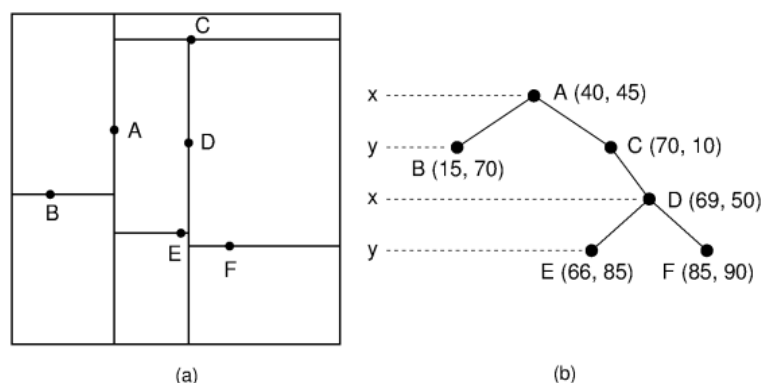 C
A
D
B
E
F
(a)
x
A (40, 45)
y
B (15, 70)
C (70, 10)
x
D (69, 50)
y
E (66, 85)
F (85, 90)
(b)